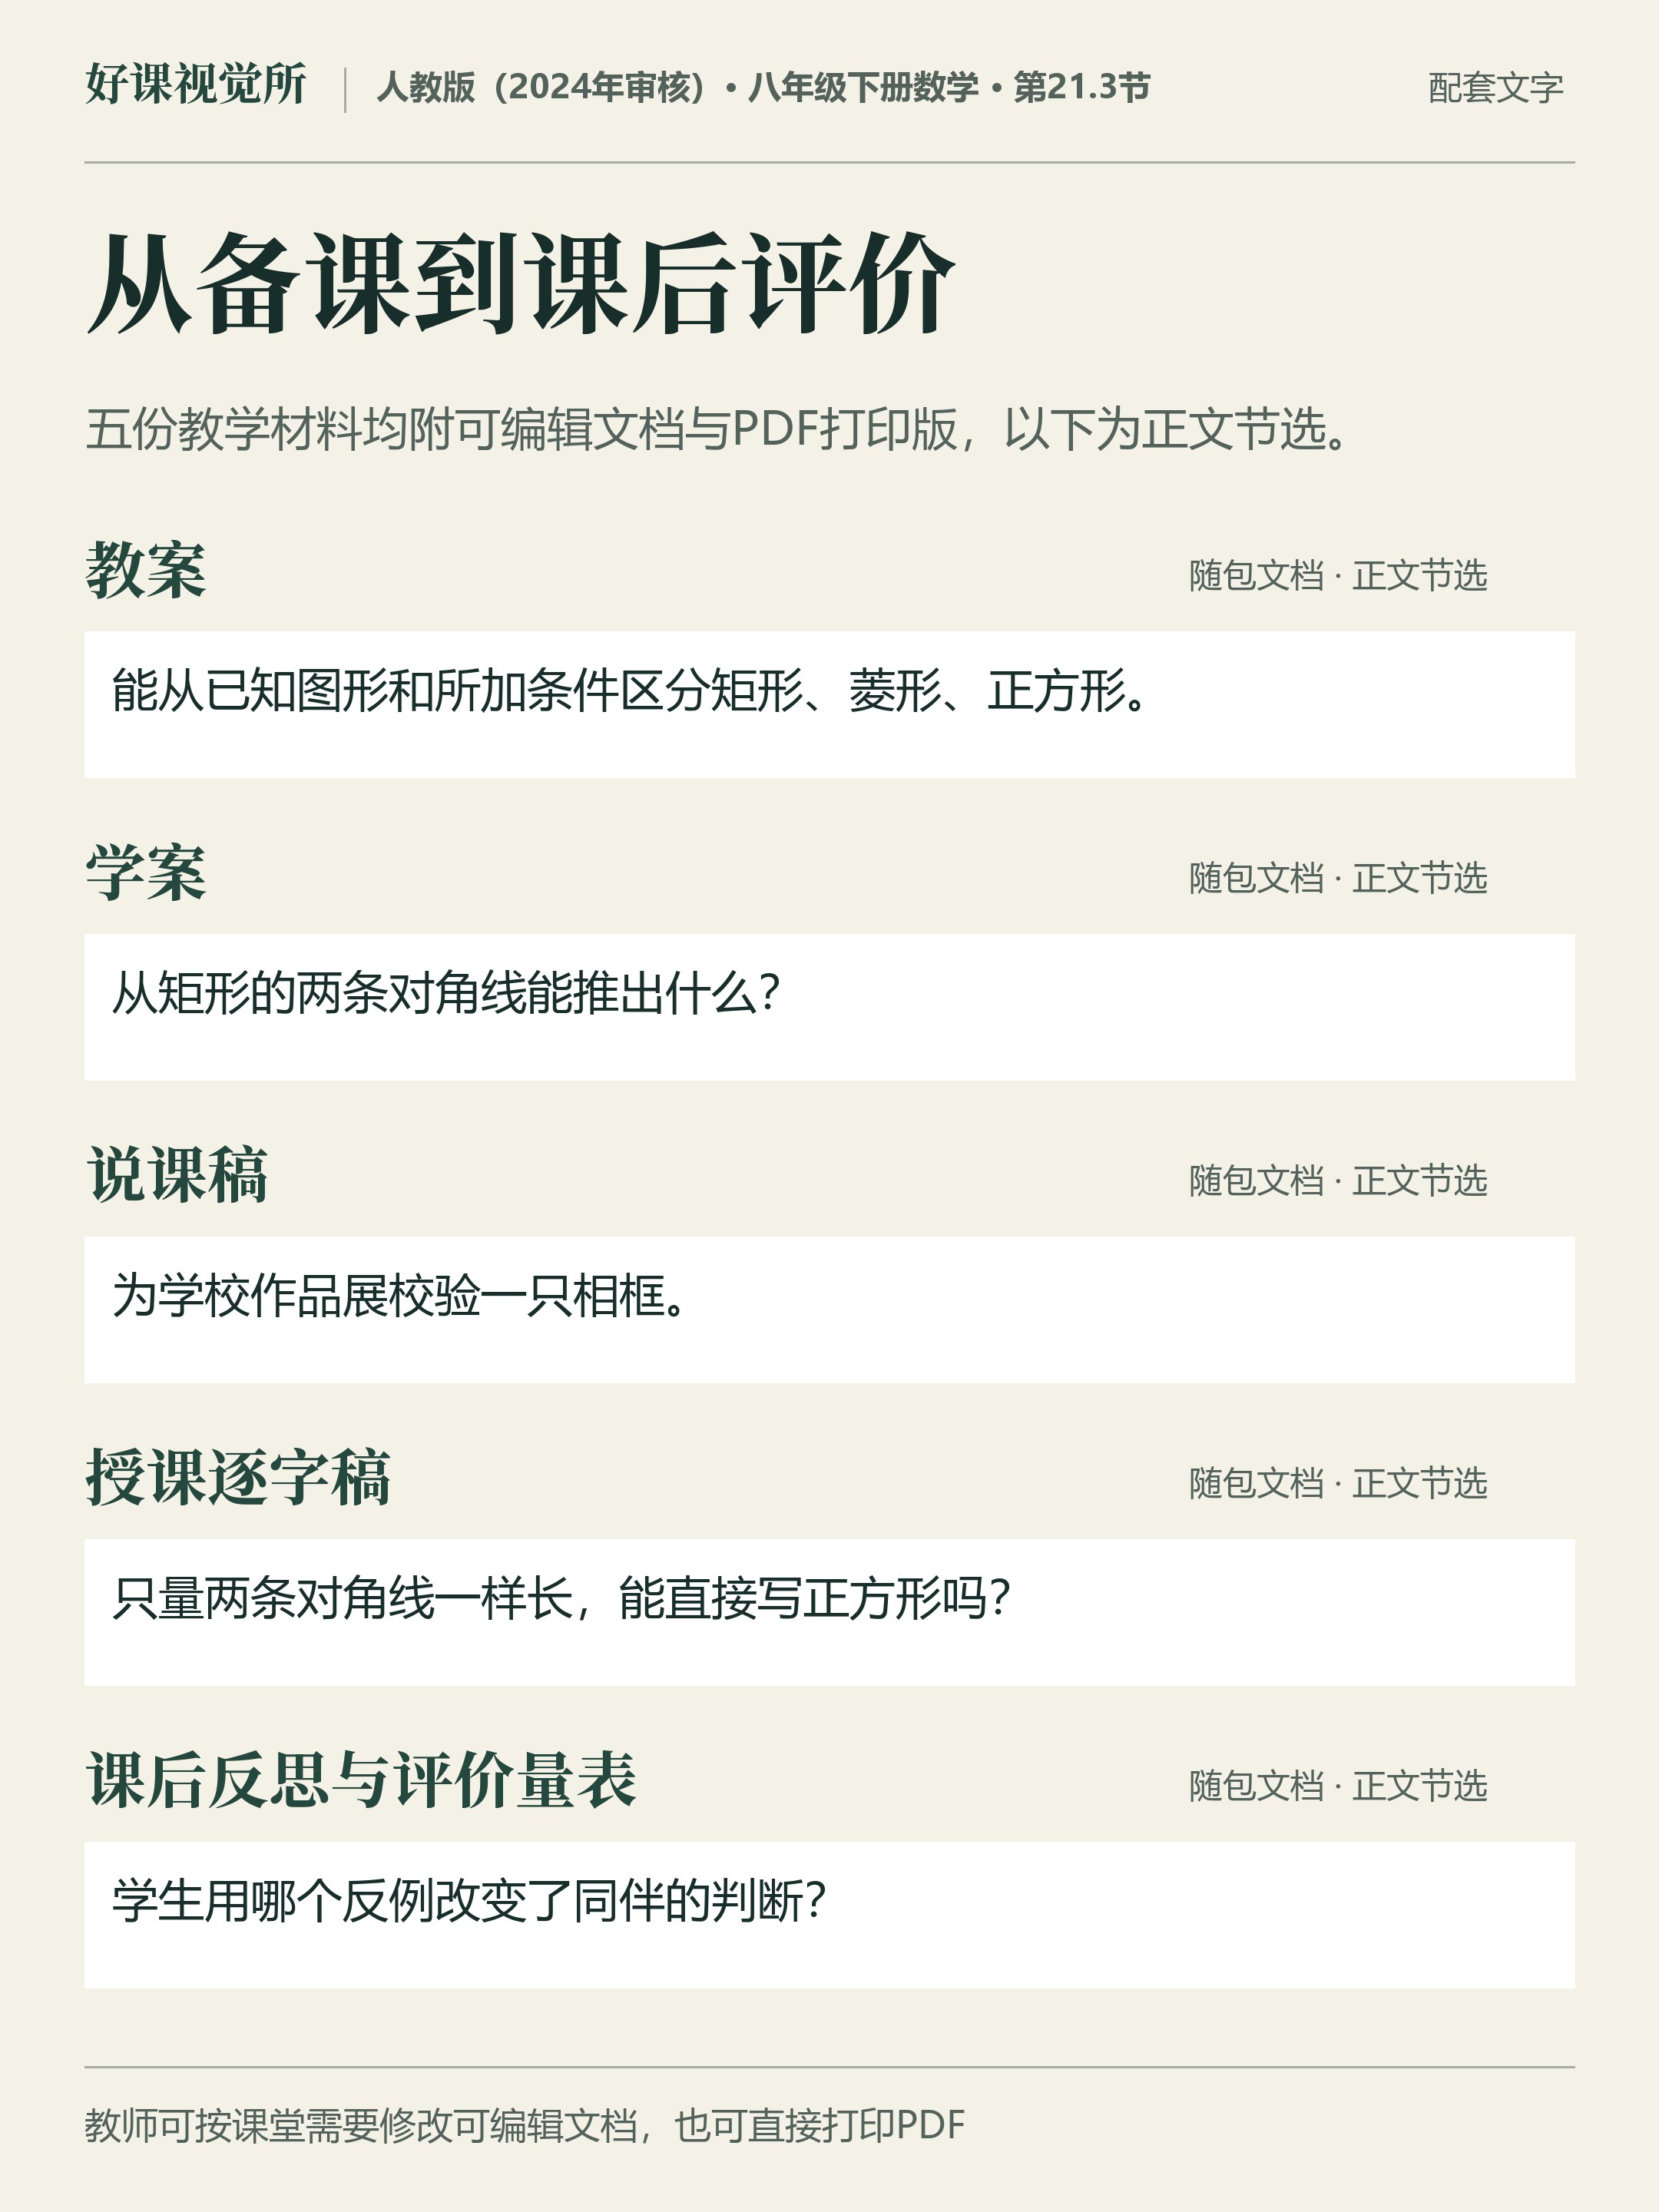 好课视觉所
人教版（2024年审核）• 八年级下册数学 • 第21.3节
配套文字
从备课到课后评价
五份教学材料均附可编辑文档与PDF打印版，以下为正文节选。
教案
随包文档 · 正文节选
能从已知图形和所加条件区分矩形、菱形、正方形。
学案
随包文档 · 正文节选
从矩形的两条对角线能推出什么？
说课稿
随包文档 · 正文节选
为学校作品展校验一只相框。
授课逐字稿
随包文档 · 正文节选
只量两条对角线一样长，能直接写正方形吗？
课后反思与评价量表
随包文档 · 正文节选
学生用哪个反例改变了同伴的判断？
教师可按课堂需要修改可编辑文档，也可直接打印PDF